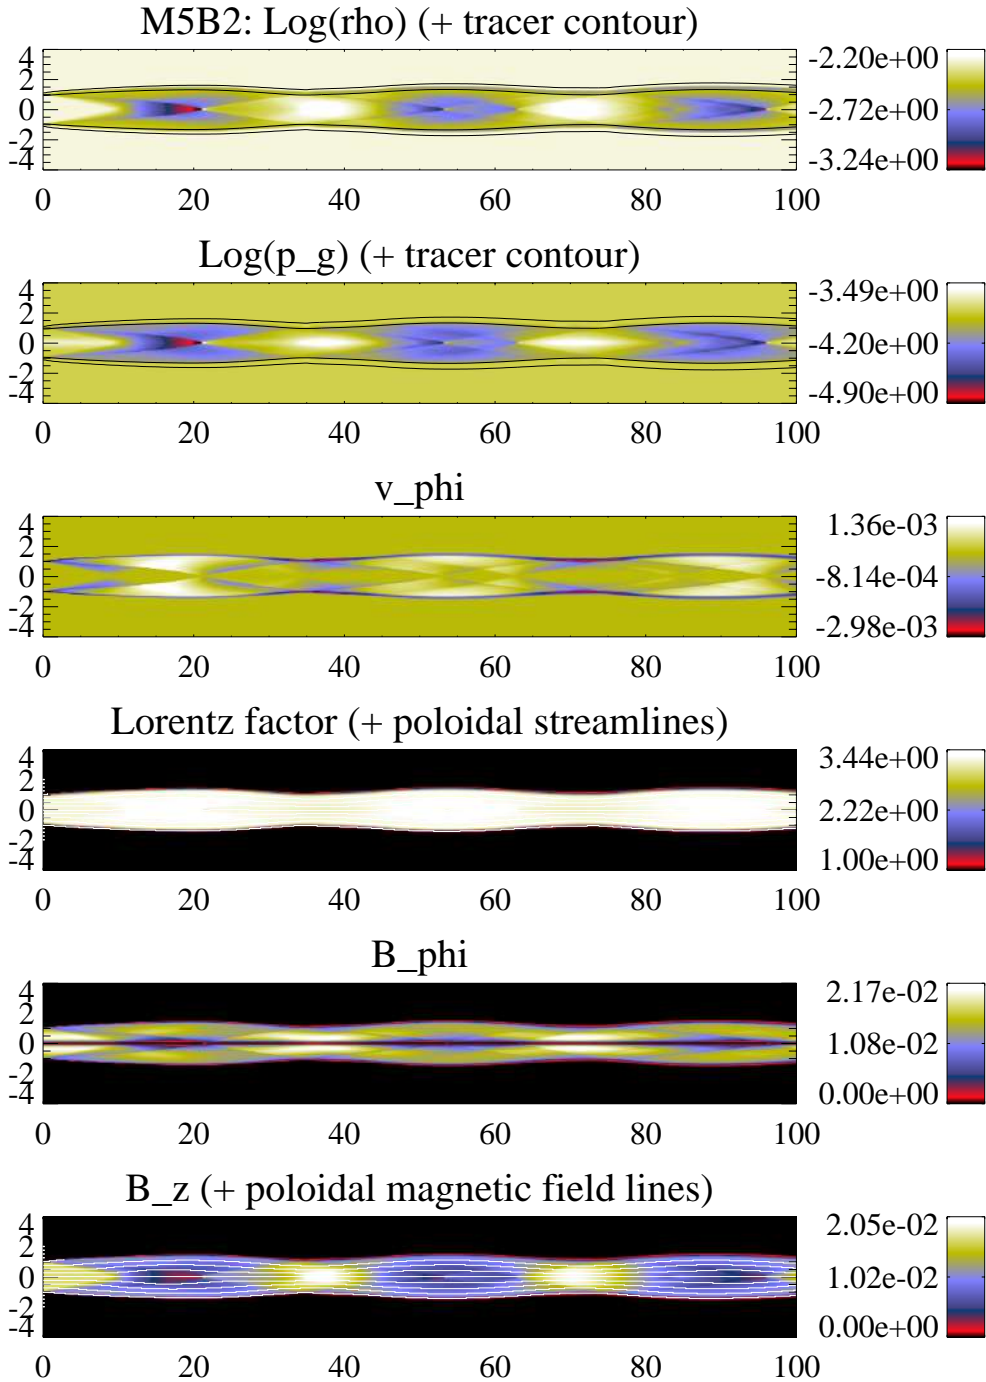 M5B2: Log(rho) (+ tracer contour)
4
2
0
-2
-4
0 20 40 60 80 100
-2.20e+00
-2.72e+00
-3.24e+00
Log(p_g) (+ tracer contour)
4
2
0
-2
-4
0 20 40 60 80 100
-3.49e+00
-4.20e+00
-4.90e+00
v_phi
4
2
0
-2
-4
0 20 40 60 80 100
1.36e-03
-8.14e-04
-2.98e-03
Lorentz factor (+ poloidal streamlines)
4
2
0
-2
-4
0 20 40 60 80 100
3.44e+00
2.22e+00
1.00e+00
B_phi
4
2
0
-2
-4
0 20 40 60 80 100
2.17e-02
1.08e-02
0.00e+00
B_z (+ poloidal magnetic field lines)
4
2
0
-2
-4
0 20 40 60 80 100
2.05e-02
1.02e-02
0.00e+00